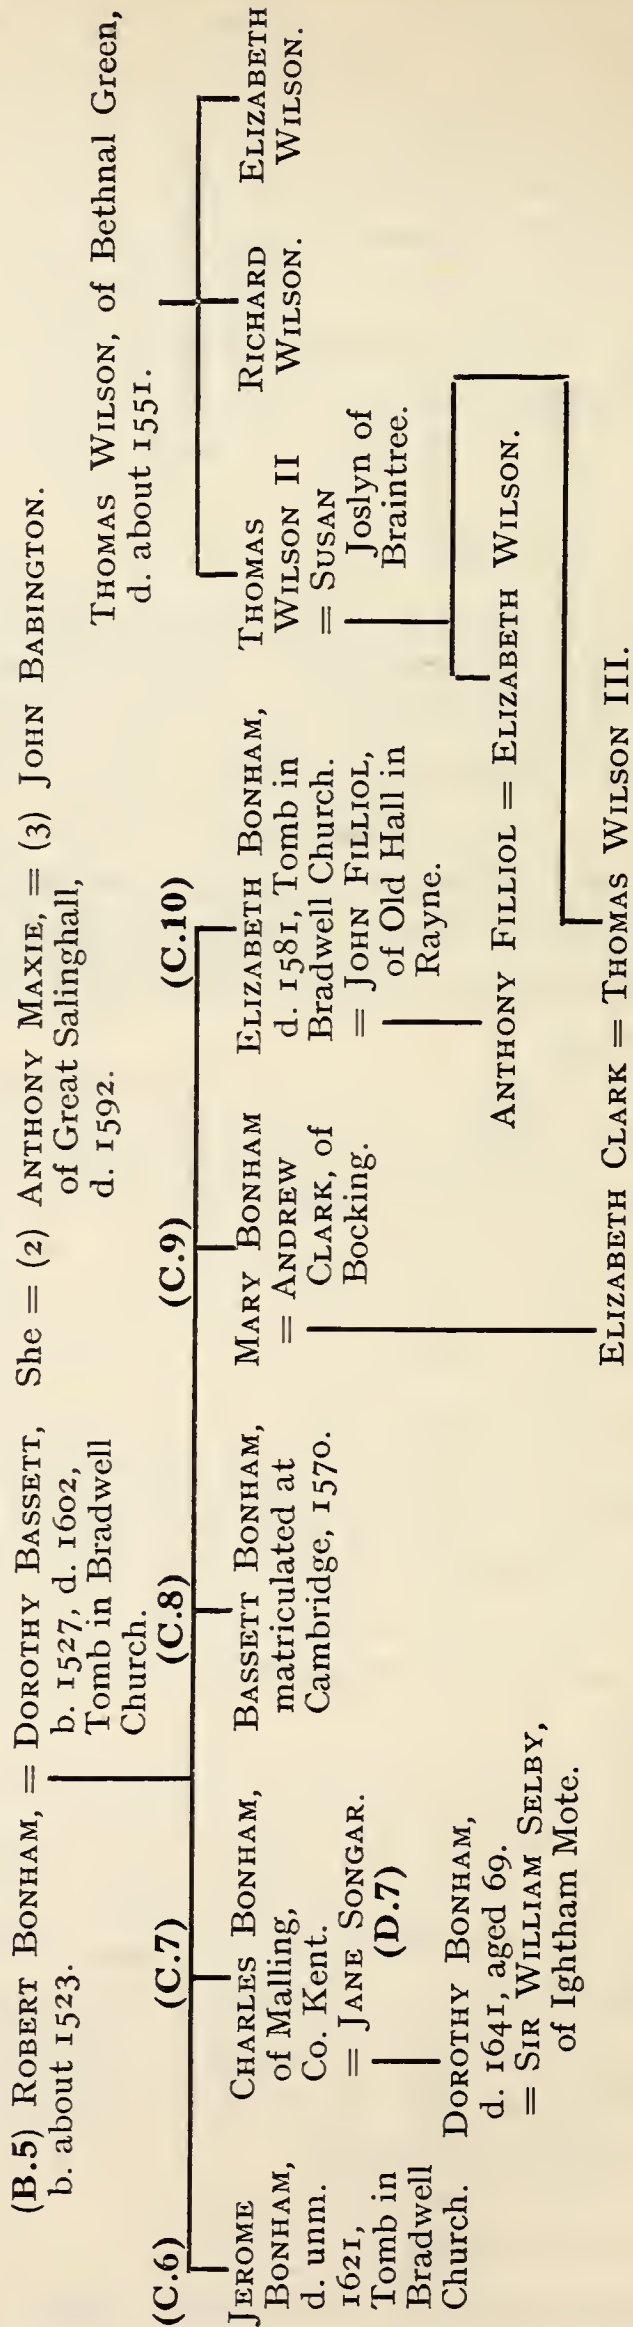 (B.5) ROBERT BONHAM, = DOROTHY BASSETT, She = (2) ANTHONY MAXIE, = (3) JOHN BABINGTON.
b. about 1523.
b. 1527, d. 1602,
Tomb in Bradwell
Church.
of Great Salinghall,
d. 1592.
THOMAS WILSON, of Bethnal Green,
d. about 1551.
(C.6)
(C.7)
(C.8)
(C.9)
(C.10)
JEROME
BONHAM,
d. unm.
1621,
Tomb in
Bradwell
Church.
CHARLES BONHAM,
of Malling,
Co. Kent.
= JANE SONGAR.
(D.7)
DOROTHY BONHAM,
d. 1641, aged 69.
= SIR WILLIAM SELBY,
of Ightham Mote.
BASSETT BONHAM,
matriculated at
Cambridge, 1570.
MARY BONHAM
= ANDREW
CLARK, of
Bocking.
ELIZABETH BONHAM,
d. 1581, Tomb in
Bradwell Church.
= JOHN FILLIOL,
of Old Hall in
Rayne.
THOMAS
WILSON II
= SUSAN
Joslyn of
Braintree.
RICHARD
WILSON.
ELIZABETH
WILSON.
ANTHONY FILLIOL = ELIZABETH WILSON.
ELIZABETH CLARK = THOMAS WILSON III.